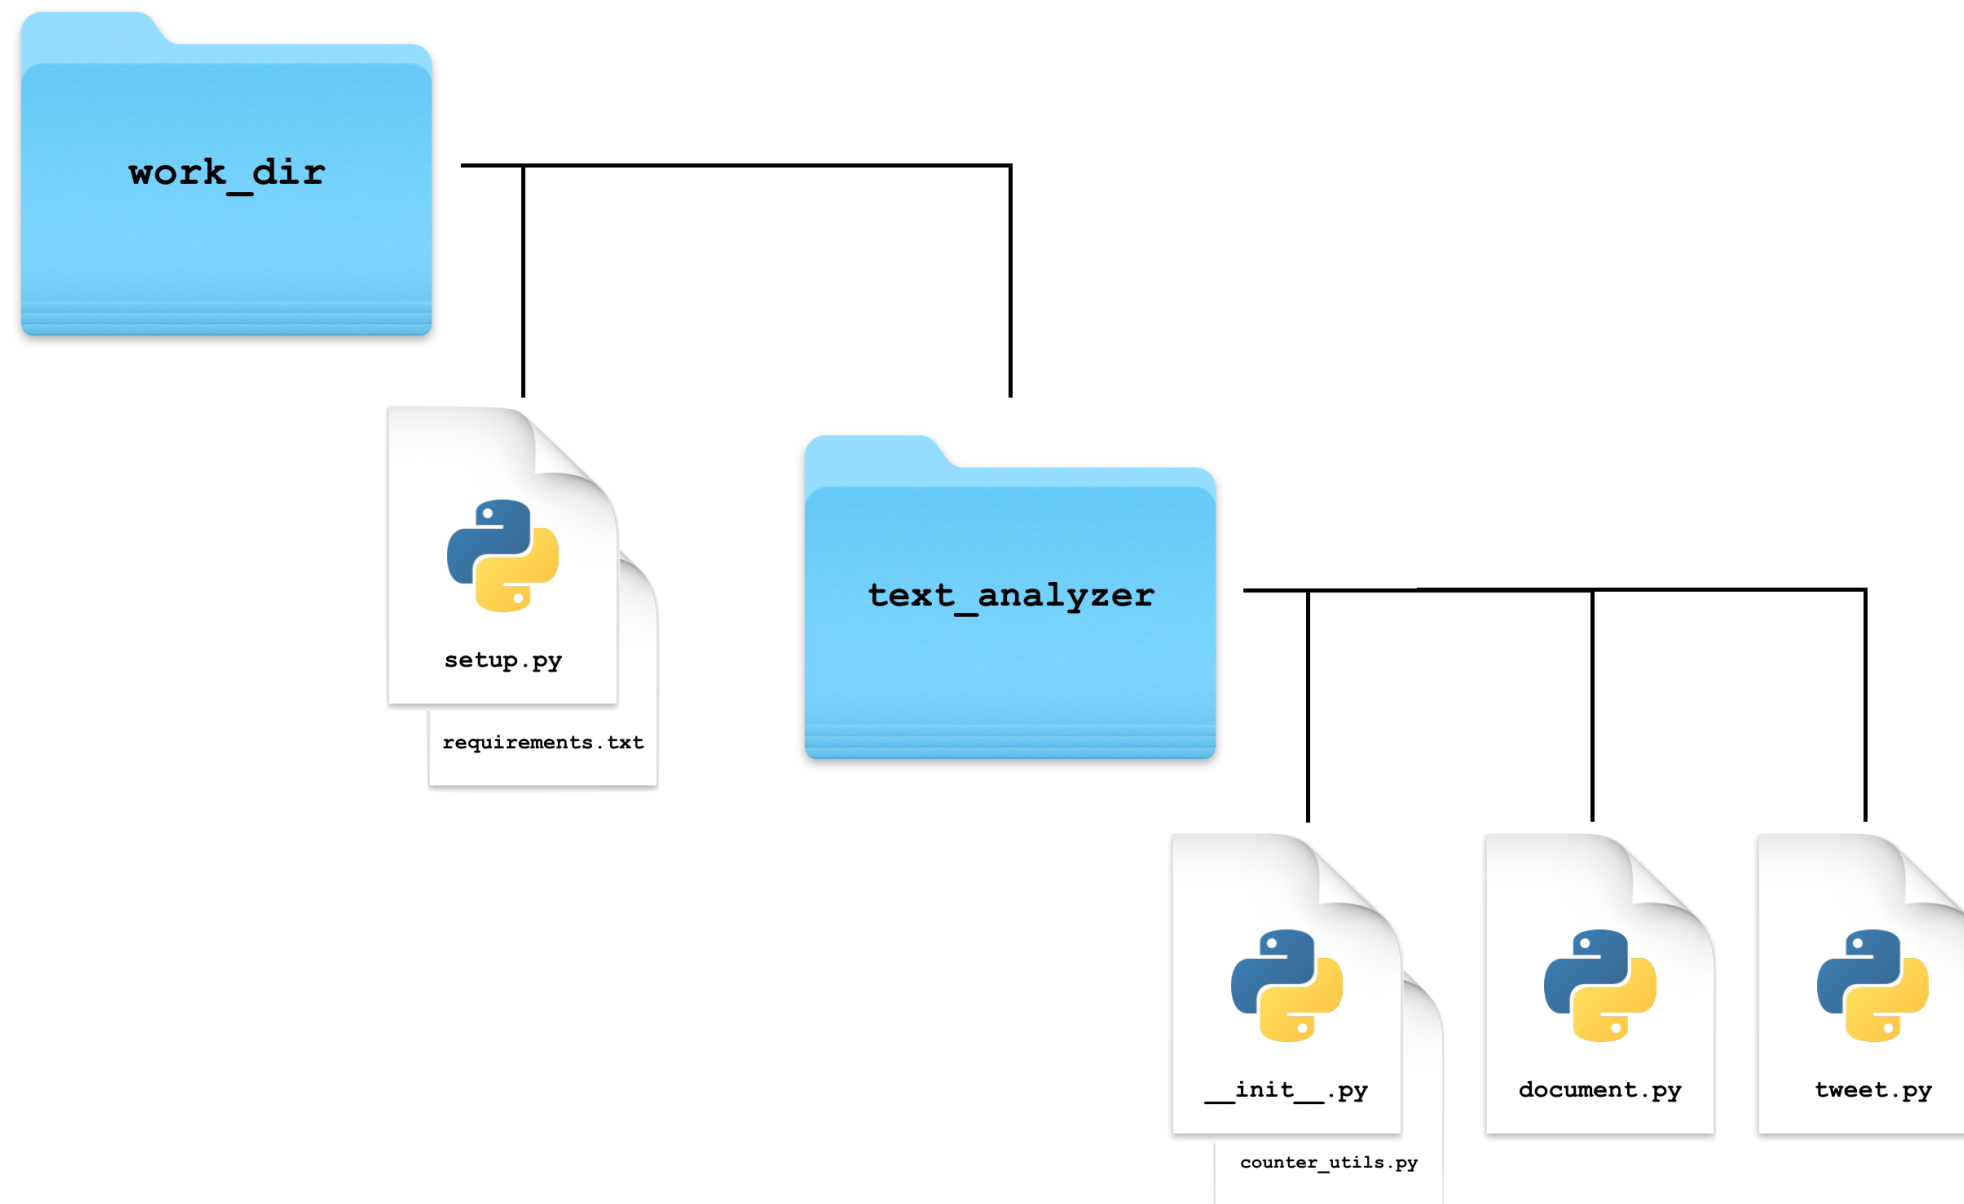 work_dir
setup.py
requirements.txt
text_analyzer
__init__.py
counter_utils.py
document.py
tweet.py